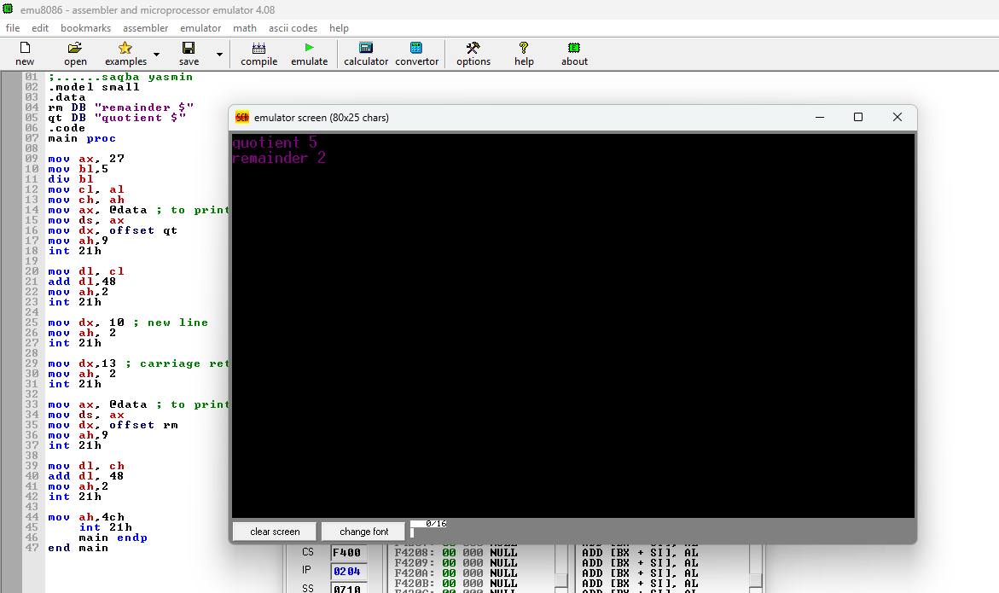 emu8086 - assembler and microprocessor emulator 4.08
file edit bookmarks assembler emulator math ascii codes help
new open examples save compile emulate calculator convertor options help about
01 ;......saqba yasmin
02 .model small
03 .data
04 rm DB "remainder $"
05 qt DB "quotient $"
06 .code
07 main proc
08
09 mov ax, 27
10 mov bl,5
11 div bl
12 mov cl, al
13 mov ch, ah
14 mov ax, @data ; to print
15 mov ds, ax
16 mov dx, offset qt
17 mov ah,9
18 int 21h
19
20 mov dl, cl
21 add dl,48
22 mov ah,2
23 int 21h
24
25 mov dx, 10 ; new line
26 mov ah, 2
27 int 21h
28
29 mov dx,13 ; carriage ret
30 mov ah, 2
31 int 21h
32
33 mov ax, @data ; to print
34 mov ds, ax
35 mov dx, offset rm
36 mov ah,9
37 int 21h
38
39 mov dl, ch
40 add dl, 48
41 mov ah,2
42 int 21h
43
44 mov ah,4ch
45 int 21h
46 main endp
47 end main
SCR emulator screen (80x25 chars)
quotient 5
remainder 2
clear screen change font 0/16
CS F400 F4208: 00 000 NULL ADD [BX + SI], AL
F4209: 00 000 NULL ADD [BX + SI], AL
IP 0204 F420A: 00 000 NULL ADD [BX + SI], AL
F420B: 00 000 NULL ADD [BX + SI], AL
SS 0710